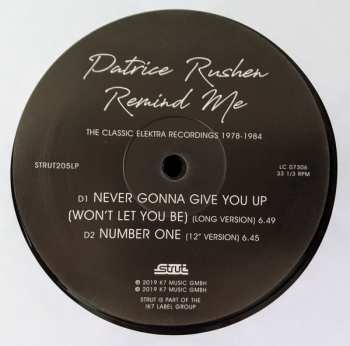 Patrice Rushen
Remind Me
THE CLASSIC ELEKTRA RECORDINGS 1978-1984
STRUT205LP
LC 07306
33 1/3 RPM
D1 NEVER GONNA GIVE YOU UP
(WON'T LET YOU BE) (LONG VERSION) 6.49
D2 NUMBER ONE (12" VERSION) 6.45
strut
℗ 2019 K7 MUSIC GMBH
© 2019 K7 MUSIC GMBH
STRUT IS PART OF THE
!K7 LABEL GROUP